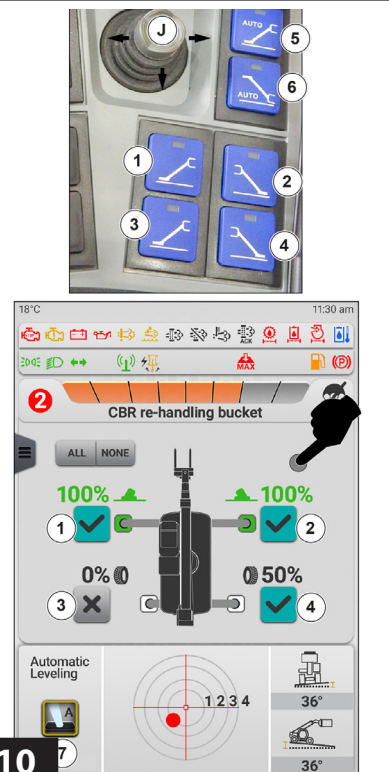 J
AUTO
5
AUTO
6
1
2
3
4
18°C 11:30 am
ACK
MAX
(P)
2
CBR re-handling bucket
ALL NONE
100% 100%
1 2
0% 50%
3 4
Automatic
Leveling
A
7
1 2 3 4
36°
36°
10